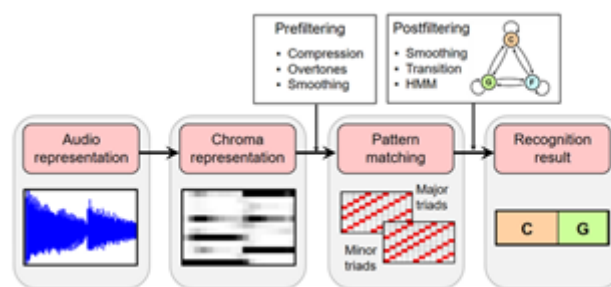 Prefiltering
• Compression
• Overtones
• Smoothing
Postfiltering
• Smoothing
• Transition
• HMM
C
G
F
Audio
representation
Chroma
representation
Pattern
matching
Recognition
result
Major
triads
Minor
triads
C
G